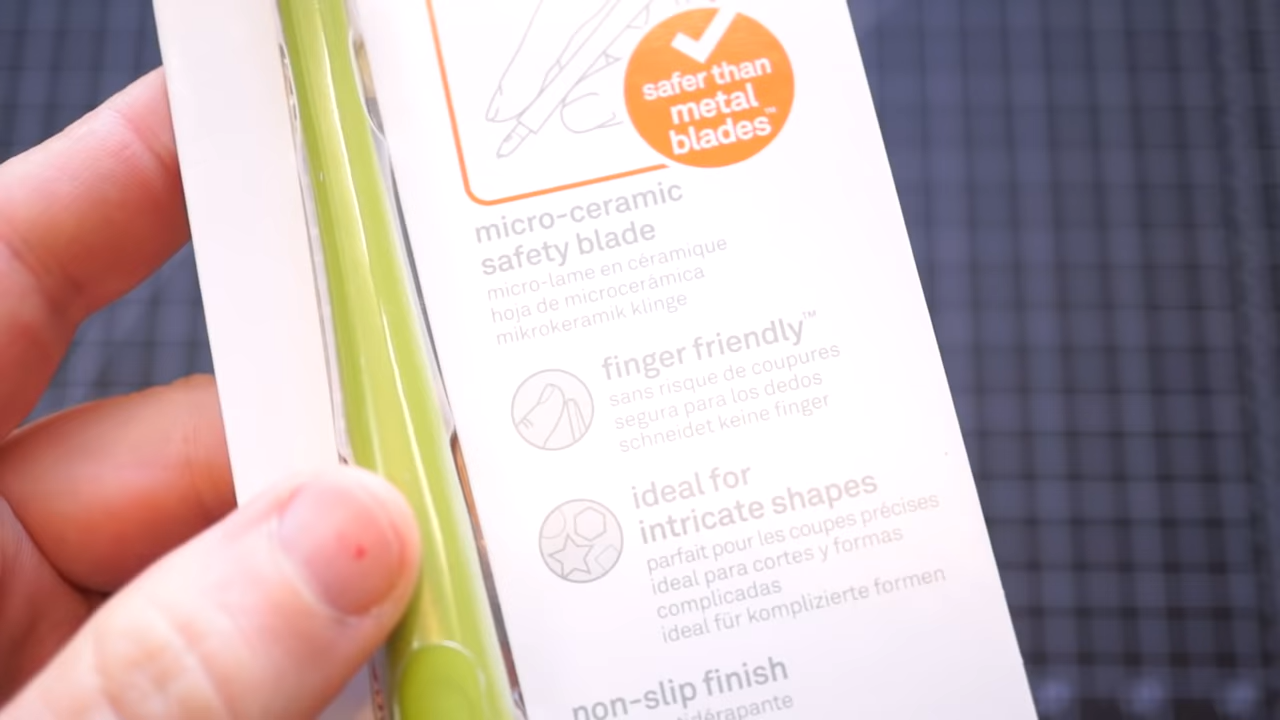 safer than
metal
blades™
micro-ceramic
safety blade
micro-lame en céramique
hoja de microcerámica
mikrokeramik klinge
finger friendly™
sans risque de coupures
segura para los dedos
schneidet keine finger
ideal for
intricate shapes
parfait pour les coupes précises
ideal para cortes y formas
complicadas
ideal für komplizierte formen
non-slip finish